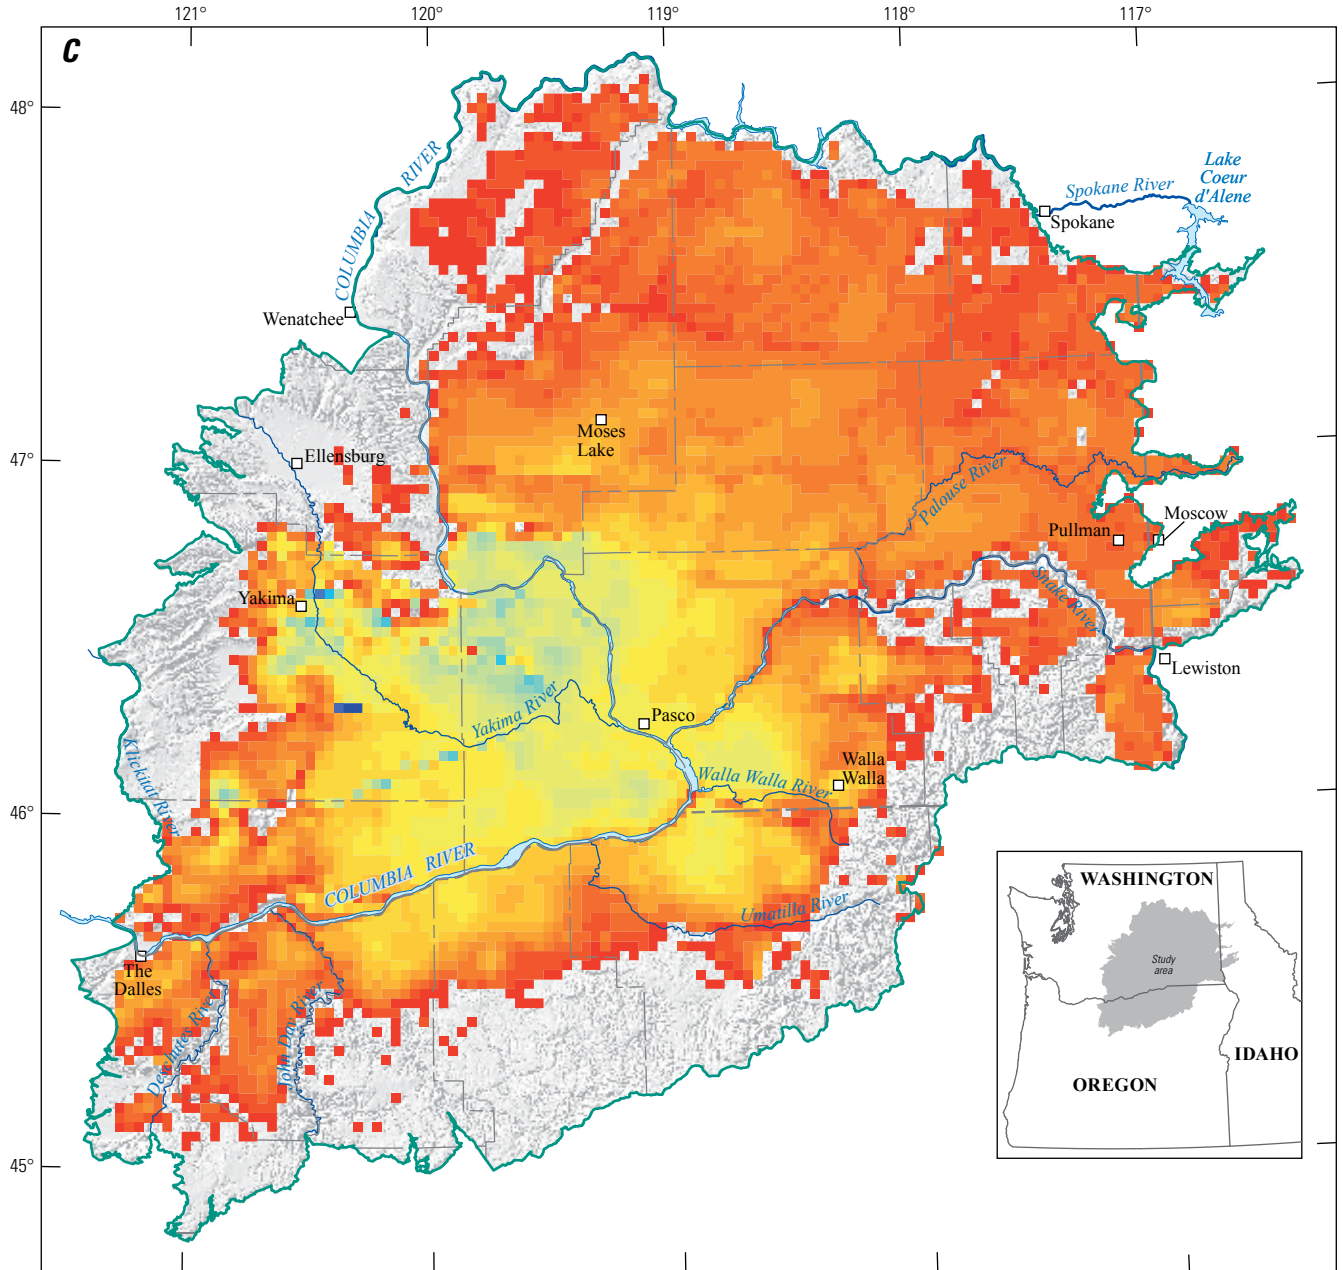 121°
120°
119°
118°
117°
C
48°
COLUMBIA RIVER
Lake
Coeur
d'Alene
Spokane River
Spokane
Wenatchee
Moses
Lake
47°
Ellensburg
Palouse River
Pullman
Moscow
Snake River
Yakima
Lewiston
Yakima River
Pasco
Klickitat River
Walla
Walla
Walla Walla River
46°
COLUMBIA RIVER
Umatilla River
The
Dalles
Deschutes River
John Day River
45°
WASHINGTON
Study
area
IDAHO
OREGON